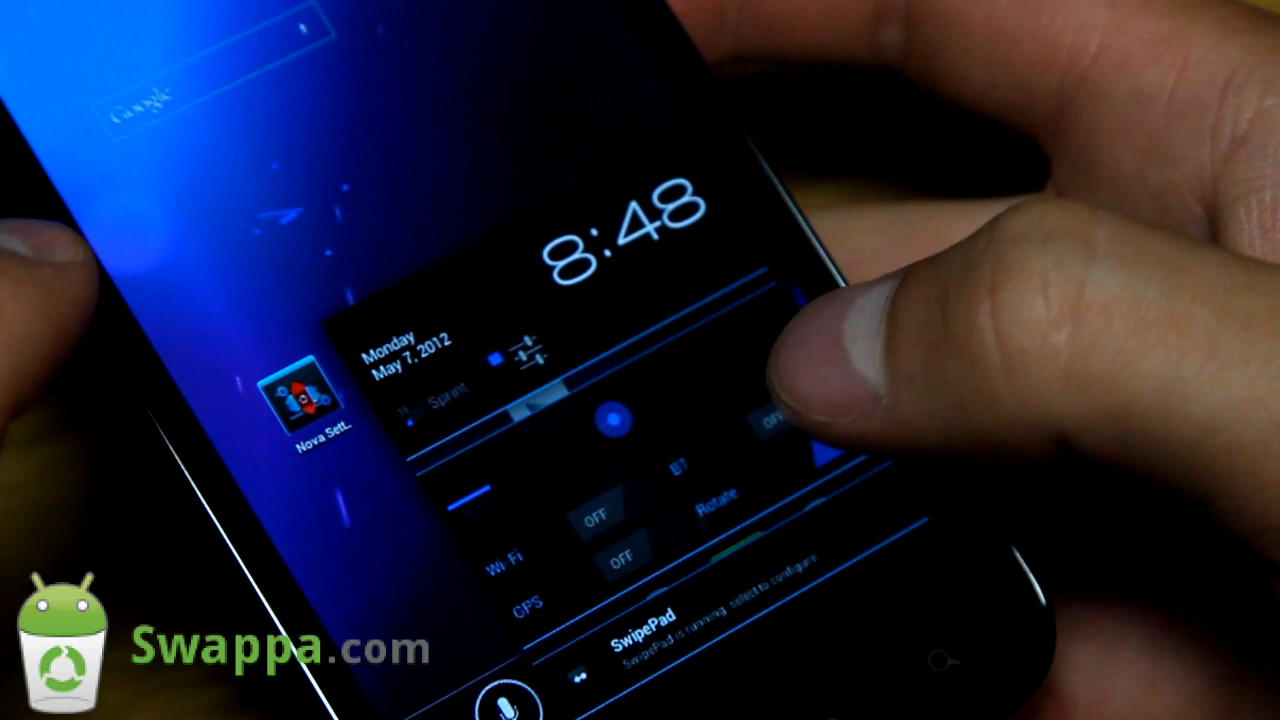 Google
8:48
Monday
May 7, 2012
Sprint
Nova Sett..
OFF
BT
OFF
Rotate
Wi-Fi
OFF
GPS
SwipePad
SwipePad is running, select to configure
Swappa.com